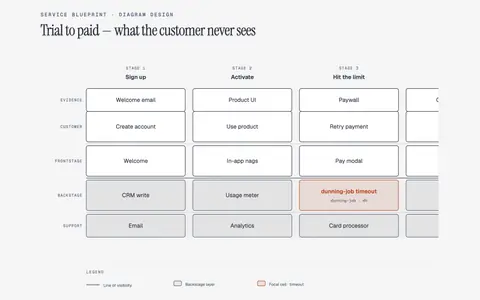 SERVICE BLUEPRINT · DIAGRAM DESIGN
Trial to paid — what the customer never sees
STAGE 1 STAGE 2 STAGE 3
Sign up Activate Hit the limit
EVIDENCE Welcome email Product UI Paywall
CUSTOMER Create account Use product Retry payment
FRONTSTAGE Welcome in-app nags Pay modal
BACKSTAGE CRM write Usage meter dunning-job timeout
dunning-job
SUPPORT Email Analytics Card processor
LEGEND
Line of visibility Backstage layer Focal cell · timeout